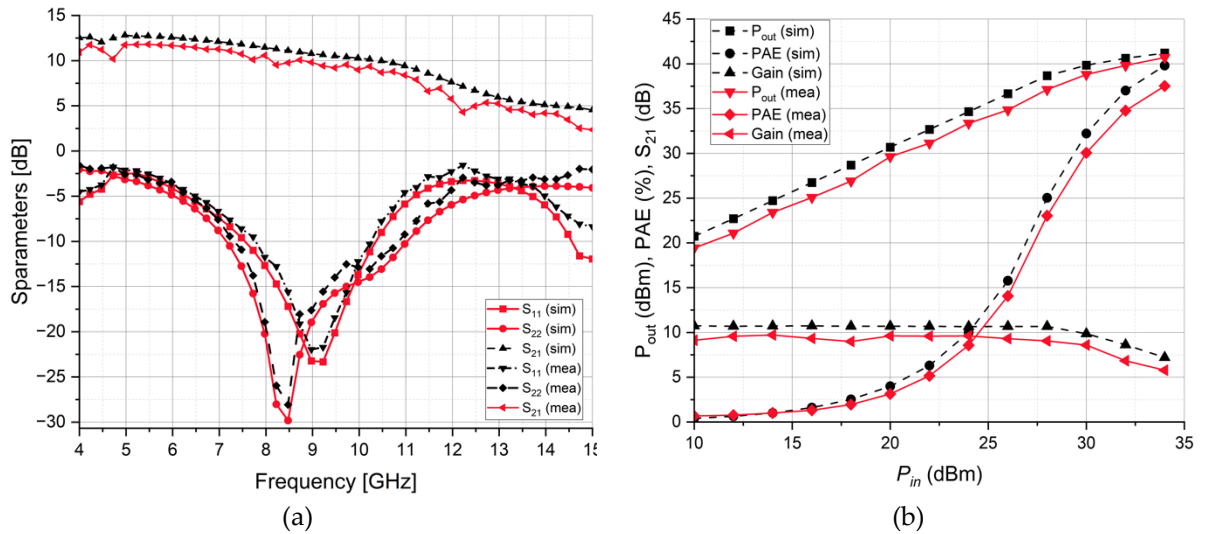 15
10
5
0
−5
−10
−15
−20
−25
−30
Sparameters [dB]
4 5 6 7 8 9 10 11 12 13 14 15
Frequency [GHz]
S11 (sim)
S22 (sim)
S21 (sim)
S11 (mea)
S22 (mea)
S21 (mea)
(a)
Pout (sim)
PAE (sim)
Gain (sim)
Pout (mea)
PAE (mea)
Gain (mea)
45
40
35
30
25
20
15
10
5
0
Pout (dBm), PAE (%), S21 (dB)
10 15 20 25 30 35
Pin (dBm)
(b)